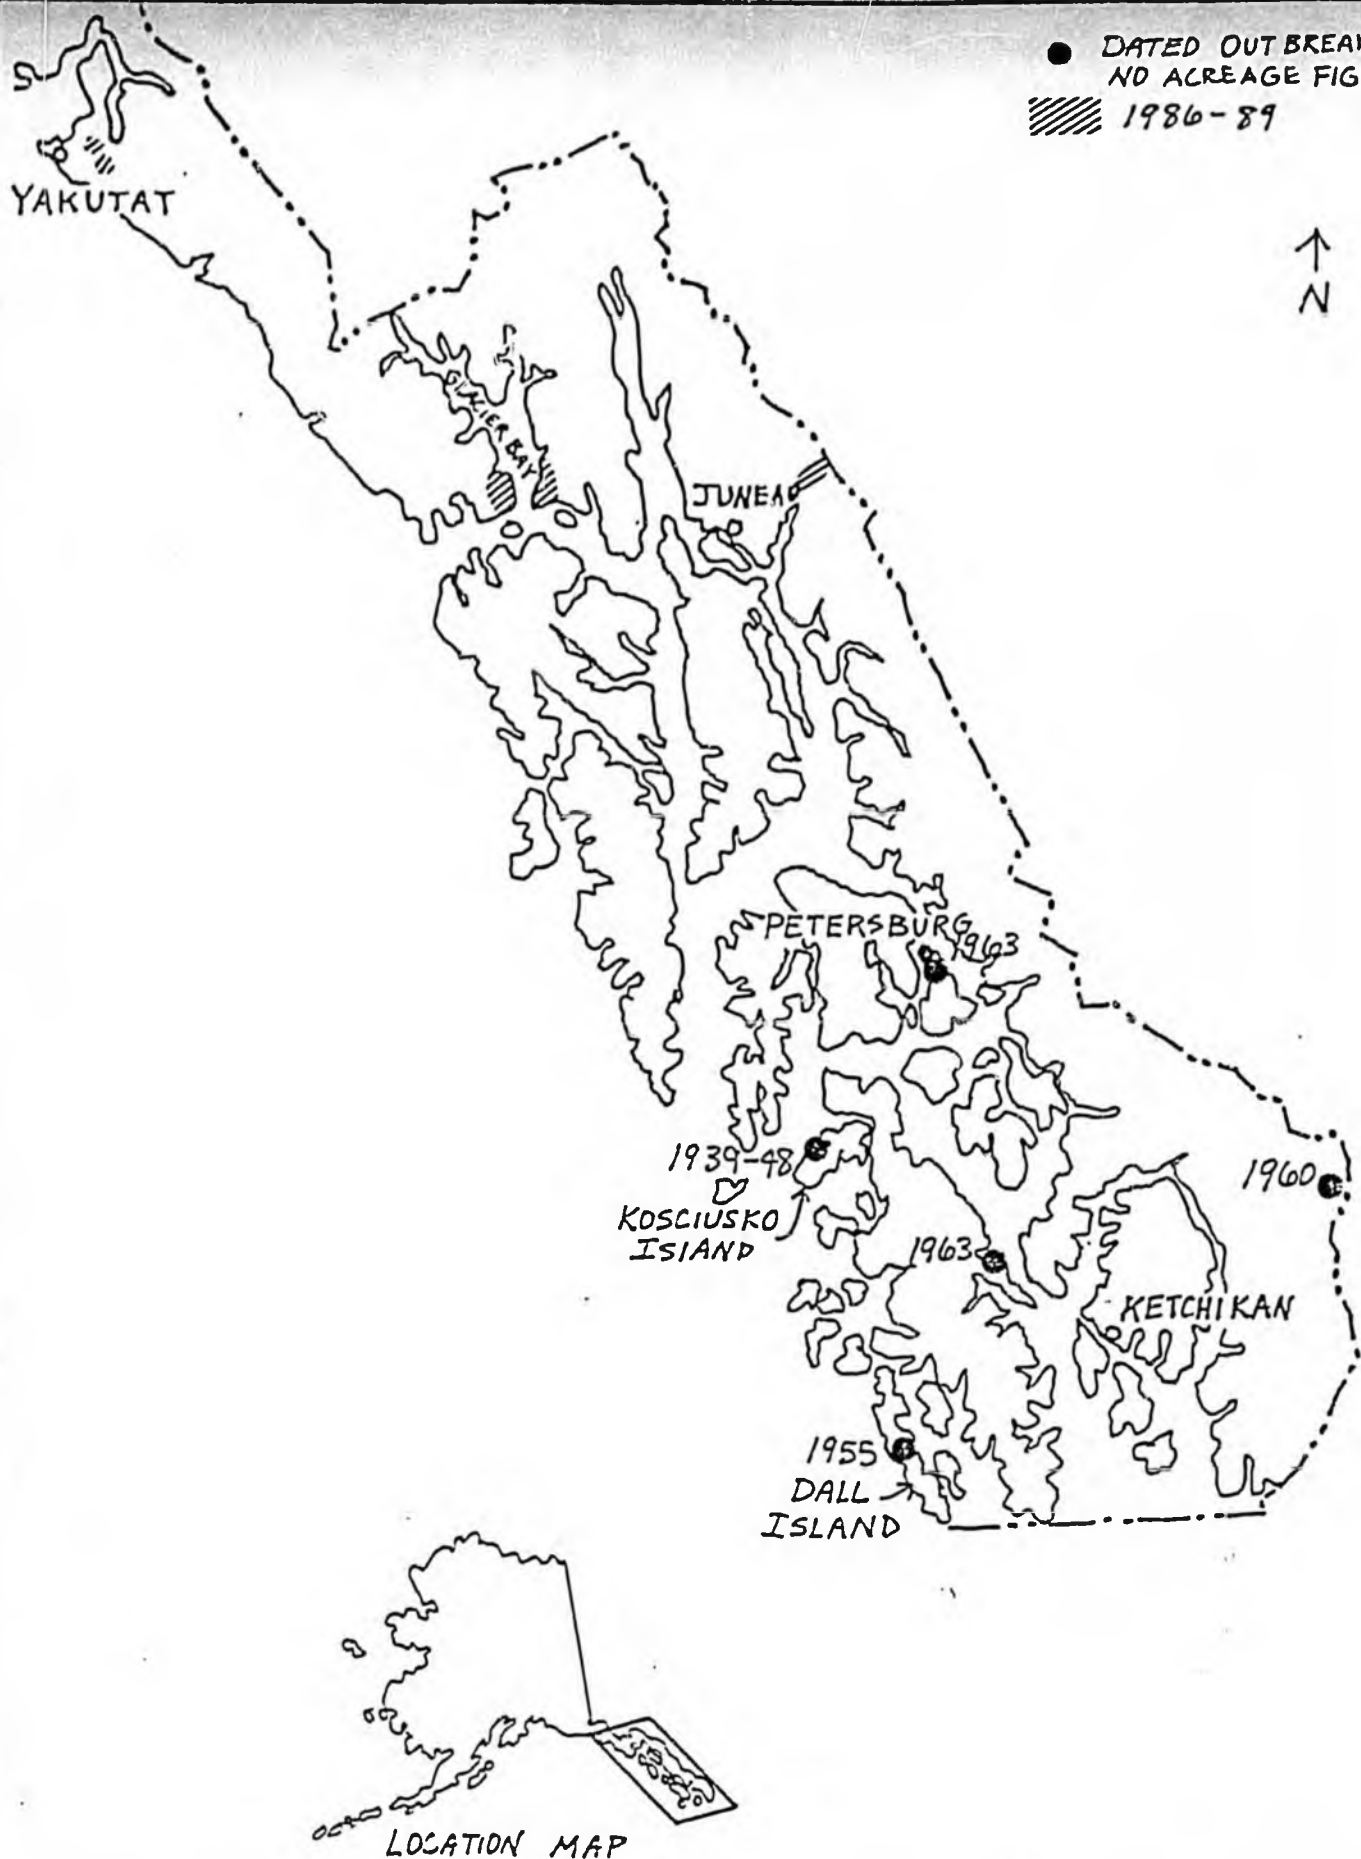 DATED OUTBREA
NO ACREAGE FIG
1986-89
YAKUTAT
N
GLACIER BAY
JUNEAU
PETERSBURG
1963
1939-48
KOSCIUSKO
ISLAND
1960
1963
KETCHIKAN
1955
DALL
ISLAND
LOCATION MAP